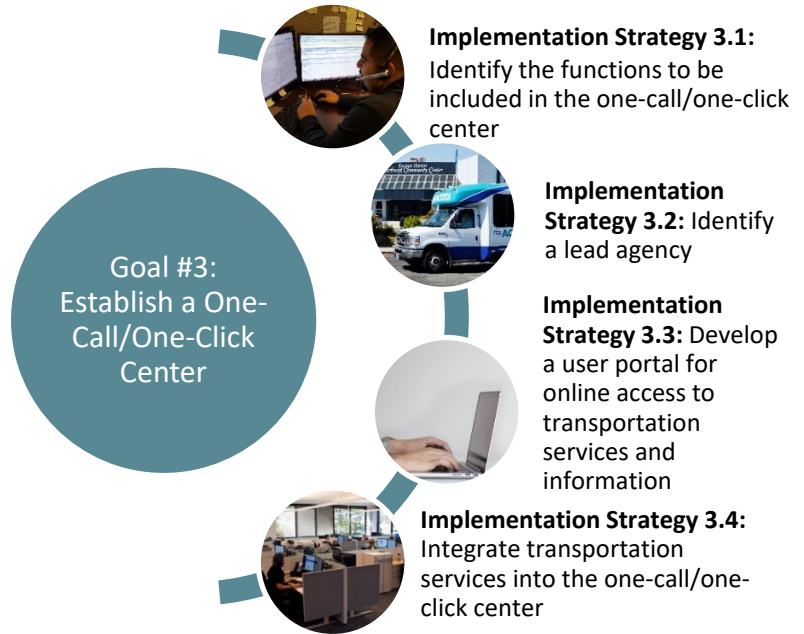 Implementation Strategy 3.1:
Identify the functions to be
included in the one-call/one-click
center
Implementation
Strategy 3.2: Identify
a lead agency
Goal #3:
Establish a One-
Call/One-Click
Center
Implementation
Strategy 3.3: Develop
a user portal for
online access to
transportation
services and
information
Implementation Strategy 3.4:
Integrate transportation
services into the one-call/one-
click center